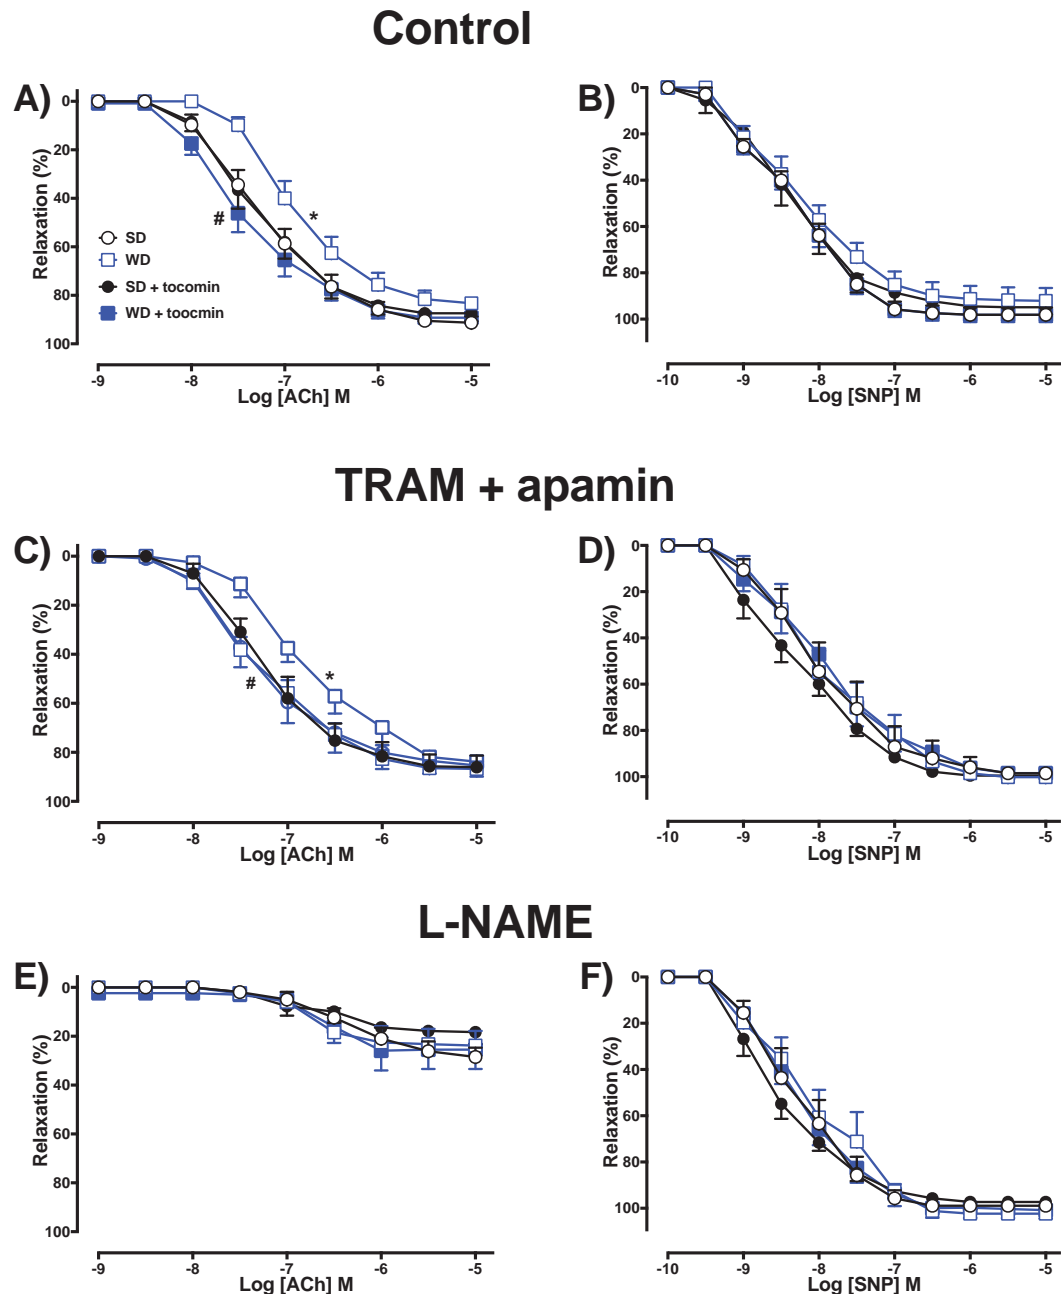 Control
A)
Relaxation (%)
0
20
40
60
80
100
#
*
SD
WD
SD + tocomin
WD + toocmin
-9
-8
-7
-6
-5
Log [ACh] M
B)
Relaxation (%)
0
20
40
60
80
100
-10
-9
-8
-7
-6
-5
Log [SNP] M
TRAM + apamin
C)
Relaxation (%)
0
20
40
60
80
100
#
*
-9
-8
-7
-6
-5
Log [ACh] M
D)
Relaxation (%)
0
20
40
60
80
100
-10
-9
-8
-7
-6
-5
Log [SNP] M
L-NAME
E)
Relaxation (%)
0
20
40
60
80
100
-9
-8
-7
-6
-5
Log [ACh] M
F)
Relaxation (%)
0
20
40
60
80
100
-10
-9
-8
-7
-6
-5
Log [SNP] M